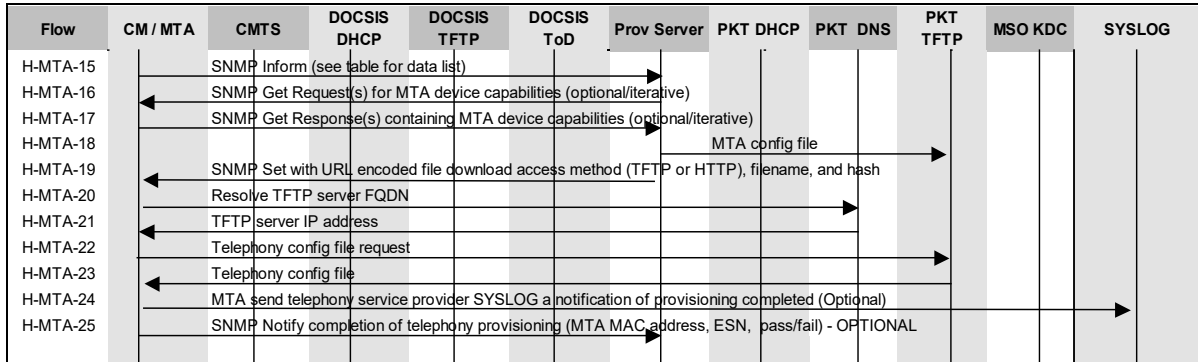 Flow CM / MTA CMTS DOCSIS DHCP DOCSIS TFTP DOCSIS ToD Prov Server PKT DHCP PKT DNS PKT TFTP MSO KDC SYSLOG
H-MTA-15 SNMP Inform (see table for data list)
H-MTA-16 SNMP Get Request(s) for MTA device capabilities (optional/iterative)
H-MTA-17 SNMP Get Response(s) containing MTA device capabilities (optional/iterative)
H-MTA-18 MTA config file
H-MTA-19 SNMP Set with URL encoded file download access method (TFTP or HTTP), filename, and hash
H-MTA-20 Resolve TFTP server FQDN
H-MTA-21 TFTP server IP address
H-MTA-22 Telephony config file request
H-MTA-23 Telephony config file
H-MTA-24 MTA send telephony service provider SYSLOG a notification of provisioning completed (Optional)
H-MTA-25 SNMP Notify completion of telephony provisioning (MTA MAC address, ESN, pass/fail) - OPTIONAL